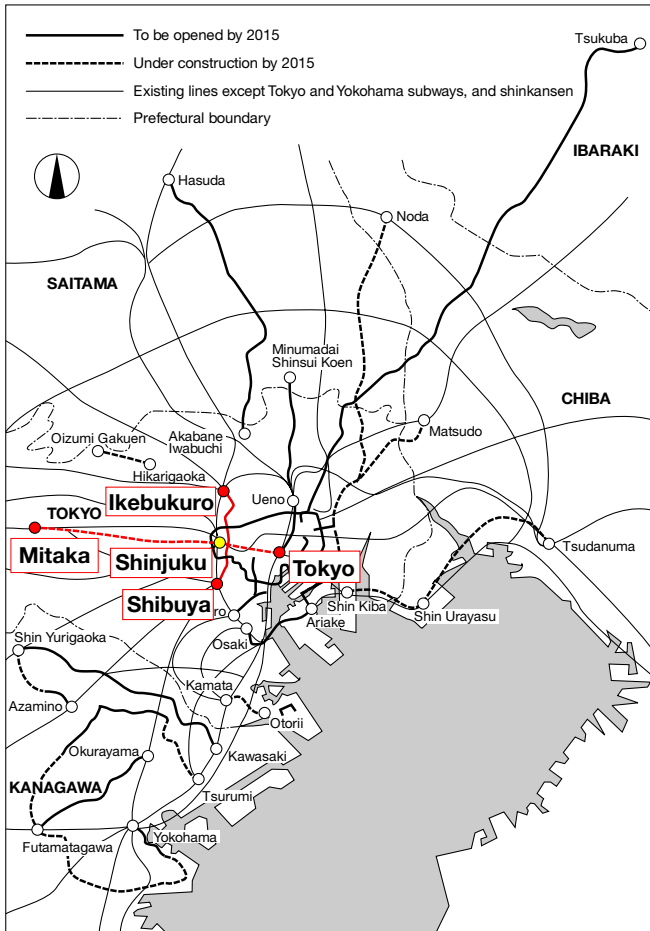 To be opened by 2015
Under construction by 2015
Existing lines except Tokyo and Yokohama subways, and shinkansen
Prefectural boundary
Tsukuba
IBARAKI
Hasuda
Noda
SAITAMA
Minumadai
Shinsui Koen
CHIBA
Akabane
Iwabuchi
Matsudo
Oizumi Gakuen
Hikarigaoka
Ikebukuro
Ueno
TOKYO
Mitaka
Shinjuku
Tokyo
Tsudanuma
Shibuya
ro
Shin Kiba
Ariake
Shin Urayasu
Osaki
Shin Yurigaoka
Kamata
Azamino
Otorii
Okurayama
Kawasaki
KANAGAWA
Tsurumi
Futamatagawa
Yokohama